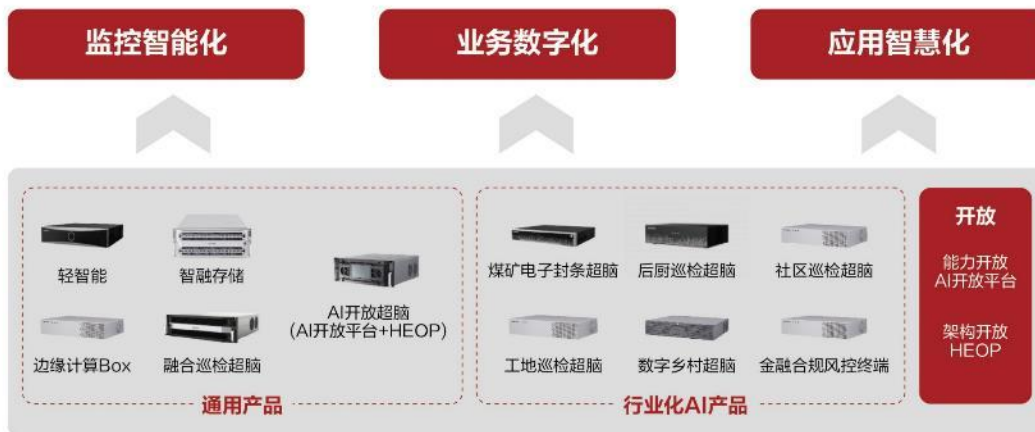 监控智能化
业务数字化
应用智慧化
轻智能
智融存储
AI开放超脑
(AI开放平台+HEOP)
边缘计算Box
融合巡检超脑
通用产品
煤矿电子封条超脑
后厨巡检超脑
社区巡检超脑
工地巡检超脑
数字乡村超脑
金融合规风控终端
行业化AI产品
开放
能力开放
AI开放平台
架构开放
HEOP